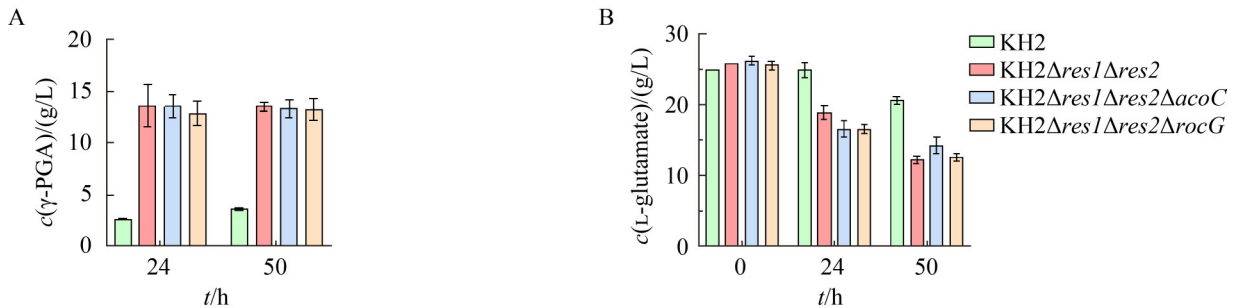 A
c(γ-PGA)/(g/L)
20
15
10
5
0
24
50
t/h
B
c(L-glutamate)/(g/L)
30
20
10
0
0
24
50
t/h
KH2
KH2Δres1Δres2
KH2Δres1Δres2ΔacoC
KH2Δres1Δres2ΔrocG